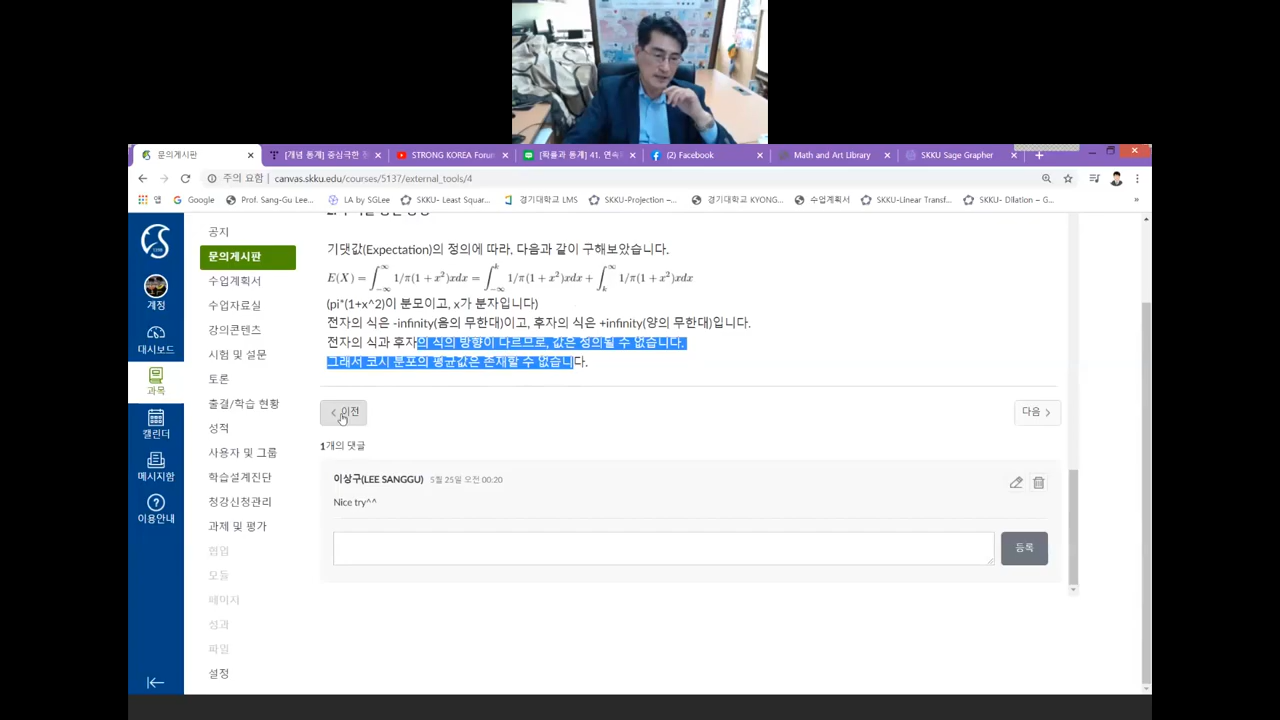 문의게시판
[개념 통계] 중심극한
STRONG KOREA Forum
[확률과 통계] 41. 연속
(2) Facebook
Math and Art Library
SKKU Sage Grapher
주의 요함
canvas.skku.edu/courses/5137/external_tools/4
앱
Google
Prof. Sang-Gu Lee...
LA by SGLee
SKKU- Least Squar...
경기대학교 LMS
SKKU-Projection –...
경기대학교 KYONG...
수업계획서
SKKU-Linear Transf...
SKKU- Dilation – G...
계정
대시보드
과목
캘린더
메시지함
이용안내
공지
문의게시판
수업계획서
수업자료실
강의콘텐츠
시험 및 설문
토론
출결/학습 현황
성적
사용자 및 그룹
학습설계진단
청강신청관리
과제 및 평가
협업
모듈
페이지
성과
파일
설정
기댓값(Expectation)의 정의에 따라, 다음과 같이 구해보았습니다.
E(X) = ∫_{-∞}^{∞} 1/π(1 + x²)xdx = ∫_{-∞}^{k} 1/π(1 + x²)xdx + ∫_{k}^{∞} 1/π(1 + x²)xdx
(pi*(1+x^2)이 분모이고, x가 분자입니다)
전자의 식은 -infinity(음의 무한대)이고, 후자의 식은 +infinity(양의 무한대)입니다.
전자의 식과 후자의 식의 방향이 다르므로, 값은 정의될 수 없습니다.
그래서 코시 분포의 평균값은 존재할 수 없습니다.
이전
다음
1개의 댓글
이상구(LEE SANGGU) 5월 25일 오전 00:20
Nice try^^
등록